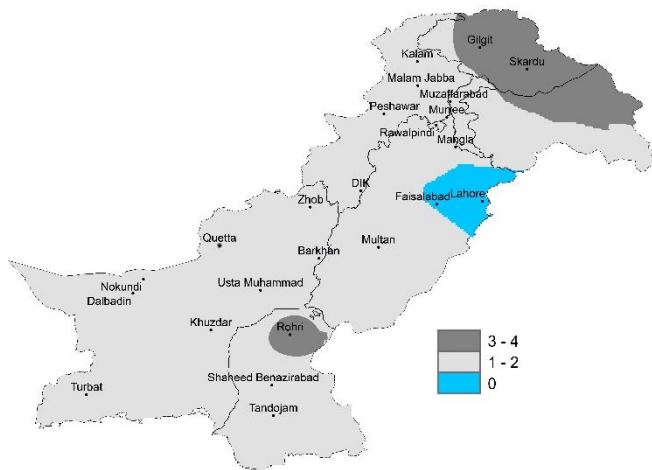 Gilgit
Kalam
Skardu
Malam Jabba
Muzaffarabad
Peshawar
Murree
Rawalpindi
Mangla
DIK
Zhob
Faisalabad
Lahore
Quetta
Multan
Barkhan
Nokundi
Usta Muhammad
Dalbadin
Khuzdar
Rohri
3 - 4
1 - 2
0
Turbat
Shaheed Benazirabad
Tandojam